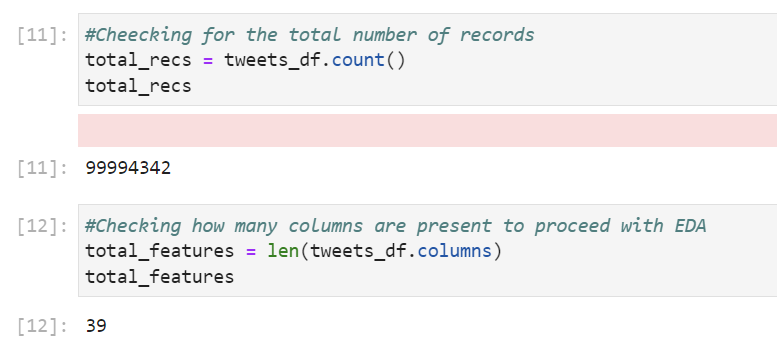 [11]: #Cheecking for the total number of records
total_recs = tweets_df.count()
total_recs
[11]: 99994342
[12]: #Checking how many columns are present to proceed with EDA
total_features = len(tweets_df.columns)
total_features
[12]: 39